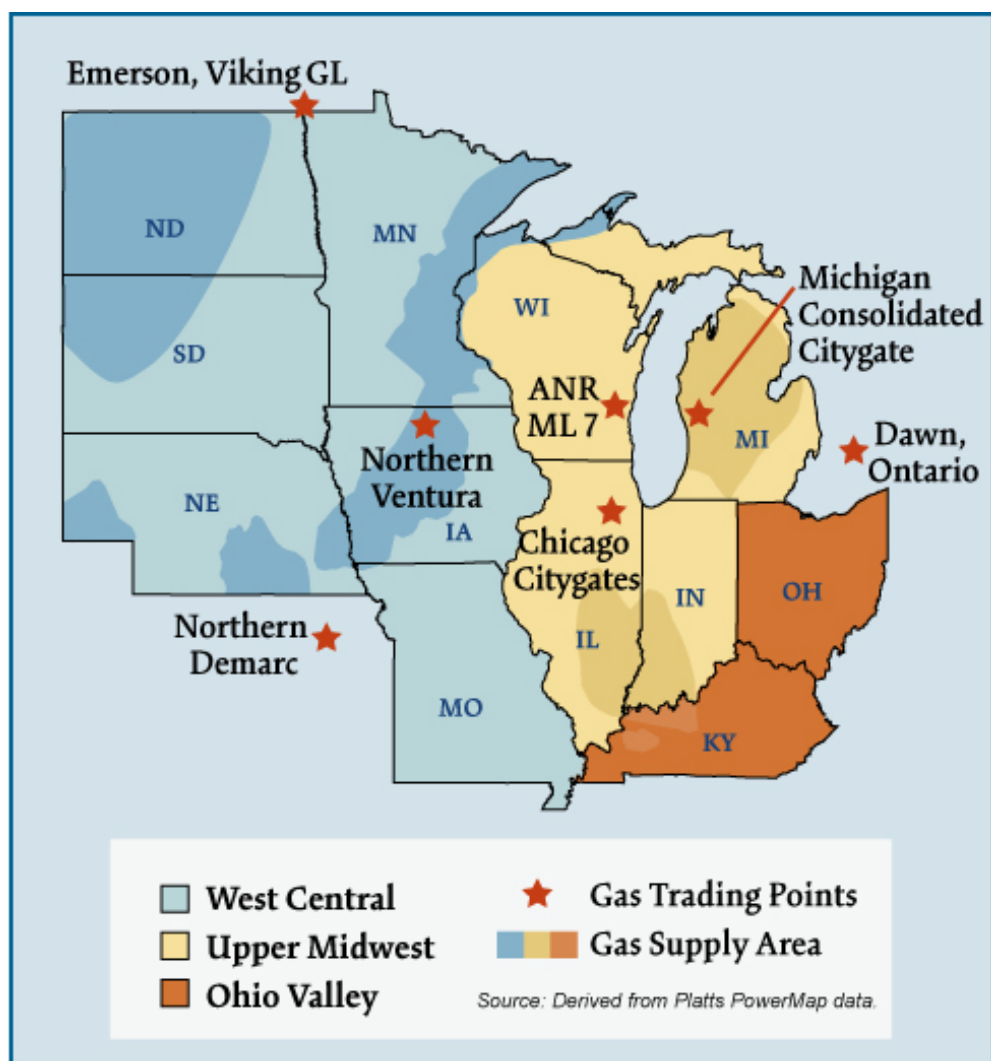 Emerson, Viking GL
ND
MN
SD
WI
Michigan
Consolidated
Citygate
ANR
ML 7
MI
Dawn,
Ontario
Northern
Ventura
NE
IA
Chicago
Citygates
IN
OH
Northern
Demarc
IL
MO
KY
West Central
Upper Midwest
Ohio Valley
Gas Trading Points
Gas Supply Area
Source: Derived from Platts PowerMap data.